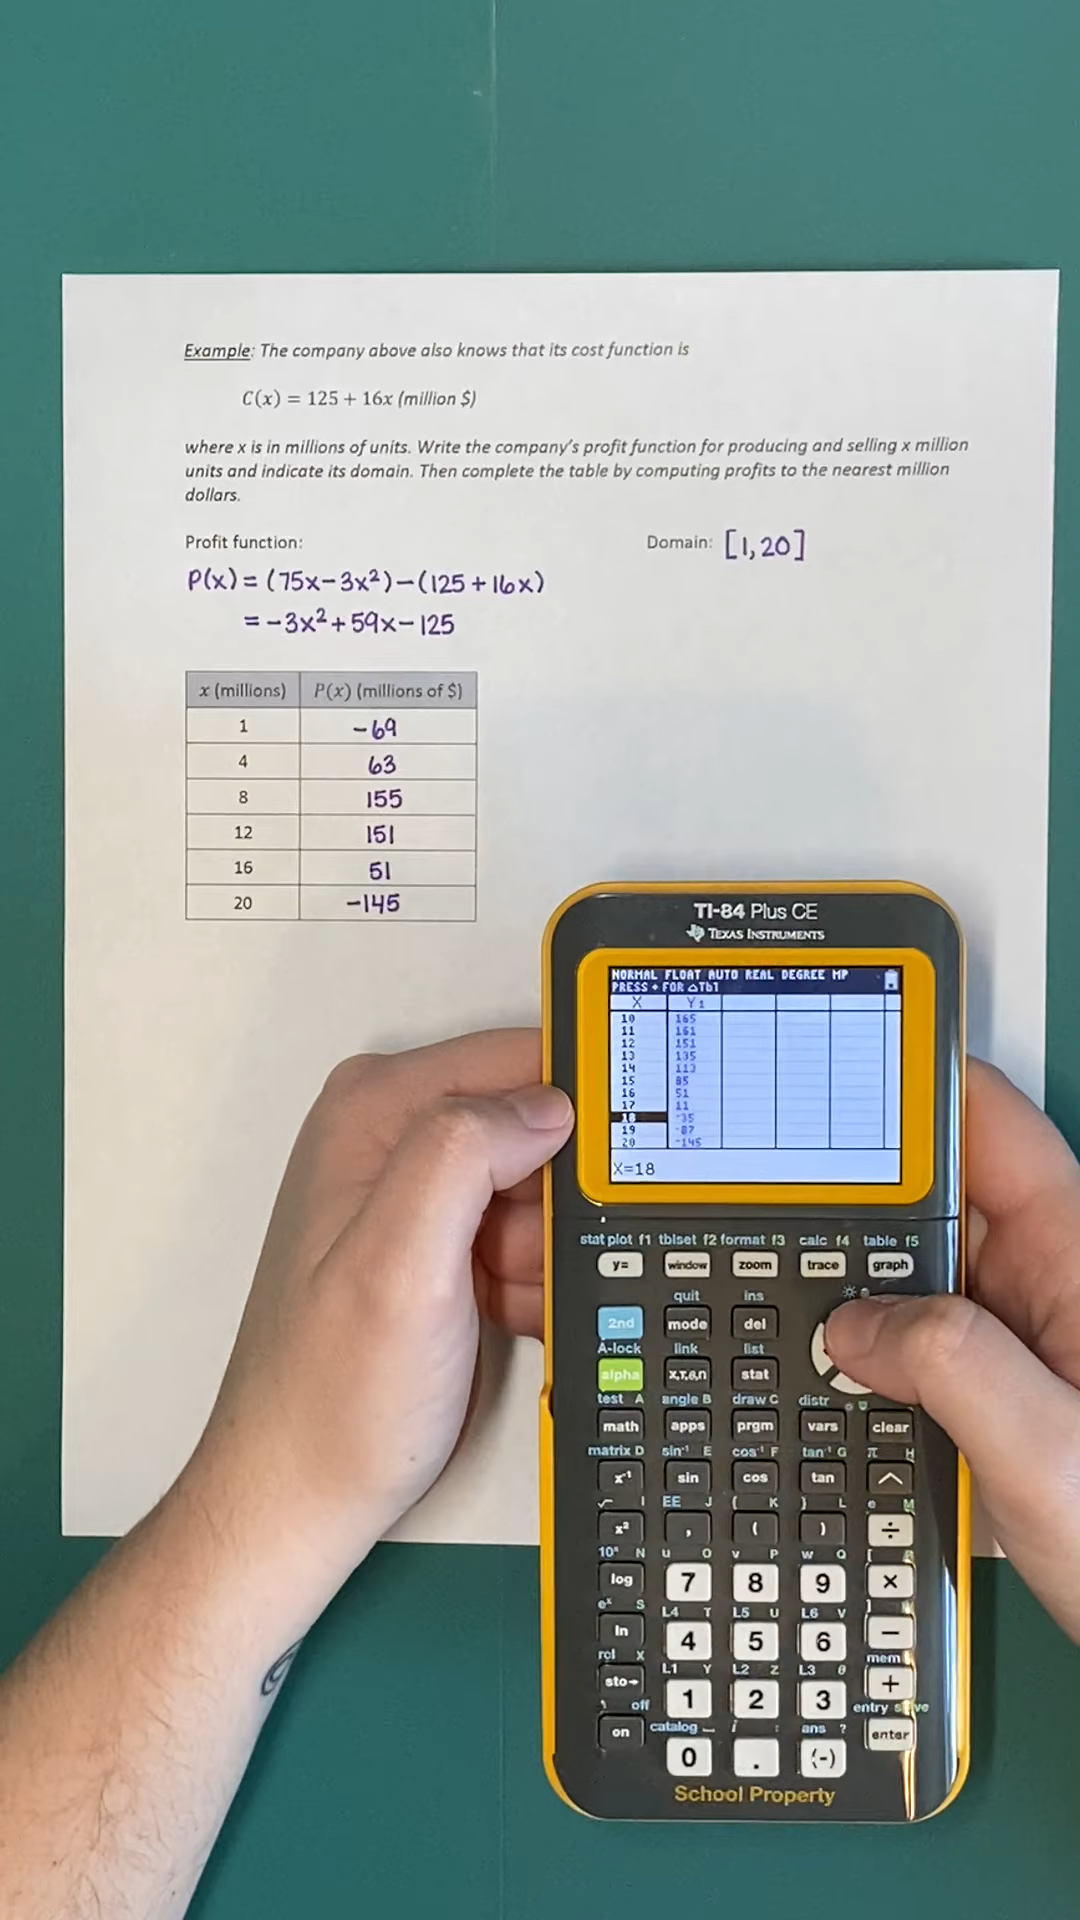 Example: The company above also knows that its cost function is
C(x) = 125 + 16x (million $)
where x is in millions of units. Write the company's profit function for producing and selling x million
units and indicate its domain. Then complete the table by computing profits to the nearest million
dollars.
Profit function:
Domain: [1,20]
P(x) = (75x-3x²)-(125+16x)
= -3x²+59x-125
x (millions) P(x) (millions of $)
1 -69
4 63
8 155
12 151
16 51
20 -145
TI-84 Plus CE
TEXAS INSTRUMENTS
NORMAL FLOAT AUTO REAL DEGREE MP
PRESS + FOR △Tbl
X Y1
10 165
11 161
12 151
13 135
14 113
15 85
16 51
17 11
18 -35
19 -87
20 -145
X=18
stat plot f1 tblset f2 format f3 calc f4 table f5
y= window zoom trace graph
quit ins
2nd mode del
A-lock link list
alpha X,T,θ,n stat
test A angle B draw C distr
math apps prgm vars clear
matrix D sin⁻¹ E cos⁻¹ F tan⁻¹ G π H
x⁻¹ sin cos tan ^
√ I EE J { K } L e M
x² , ( ) ÷
10ˣ N u O v P w Q [
log 7 8 9 ×
eˣ S L4 T L5 U L6 V ]
ln 4 5 6 −
rcl X L1 Y L2 Z L3 θ mem
sto→ 1 2 3 +
off catalog i : ans ? entry
on 0 . (-) enter
School Property